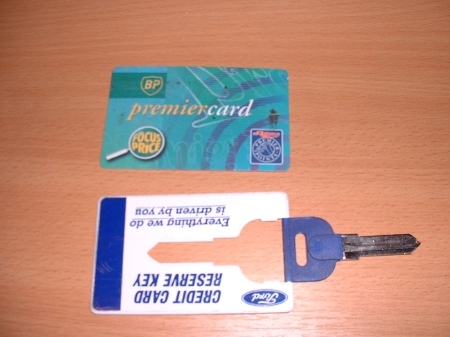 BP
premiercard
FOCUS
PRICE
Ford
CREDIT CARD
RESERVE KEY
Everything we do
is driven by you